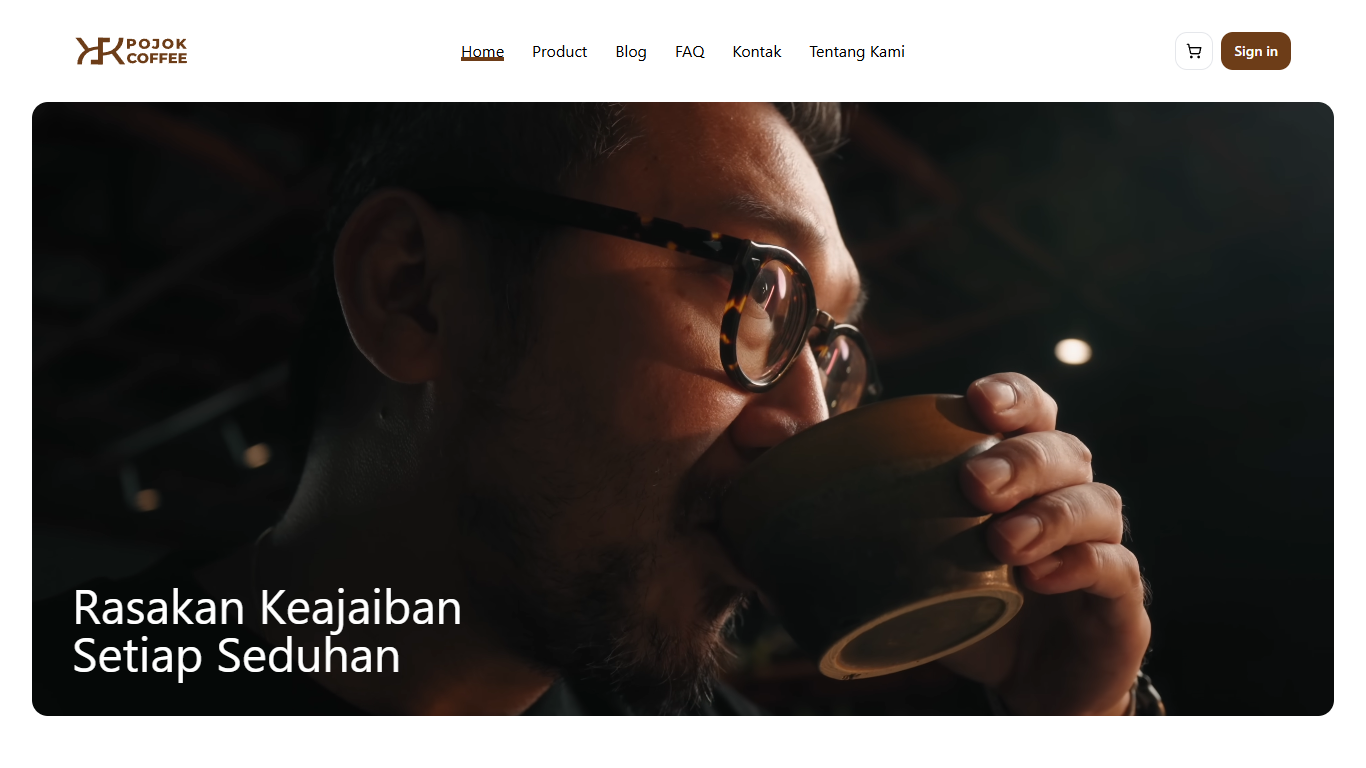 POJOK
COFFEE
Home Product Blog FAQ Kontak Tentang Kami
Sign in
Rasakan Keajaiban
Setiap Seduhan